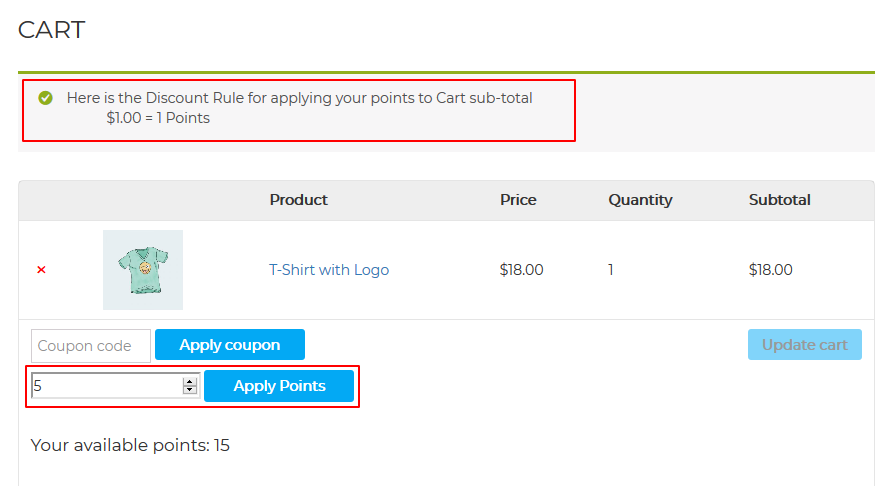 CART
Here is the Discount Rule for applying your points to Cart sub-total
$1.00 = 1 Points
Product Price Quantity Subtotal
× T-Shirt with Logo $18.00 1 $18.00
Coupon code Apply coupon Update cart
5 Apply Points
Your available points: 15